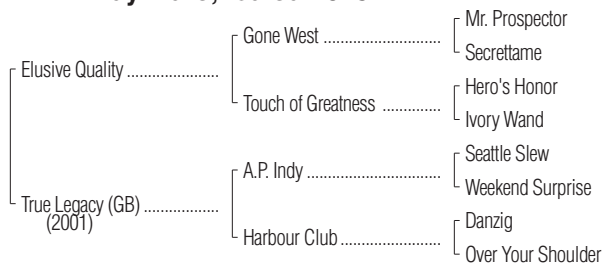 Mr. Prospector
Gone West
Secrettame
Elusive Quality
Hero's Honor
Touch of Greatness
Ivory Wand
Seattle Slew
A.P. Indy
Weekend Surprise
True Legacy (GB)
(2001)
Danzig
Harbour Club
Over Your Shoulder